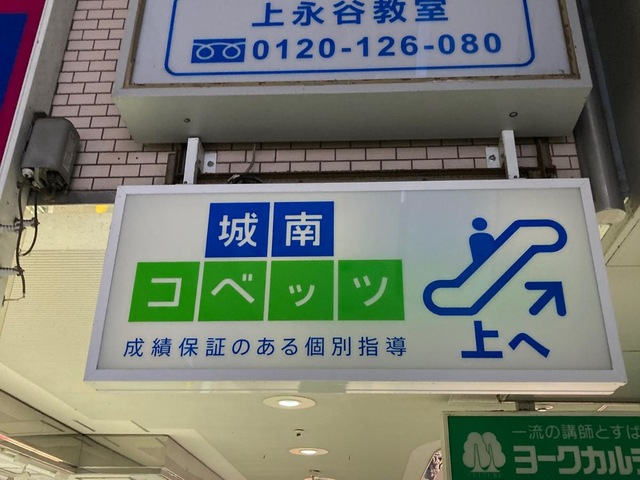 上永谷教室
0120-126-080
城南
コベッツ
成績保証のある個別指導
上へ
一流の講師とすば
ヨークカルチ